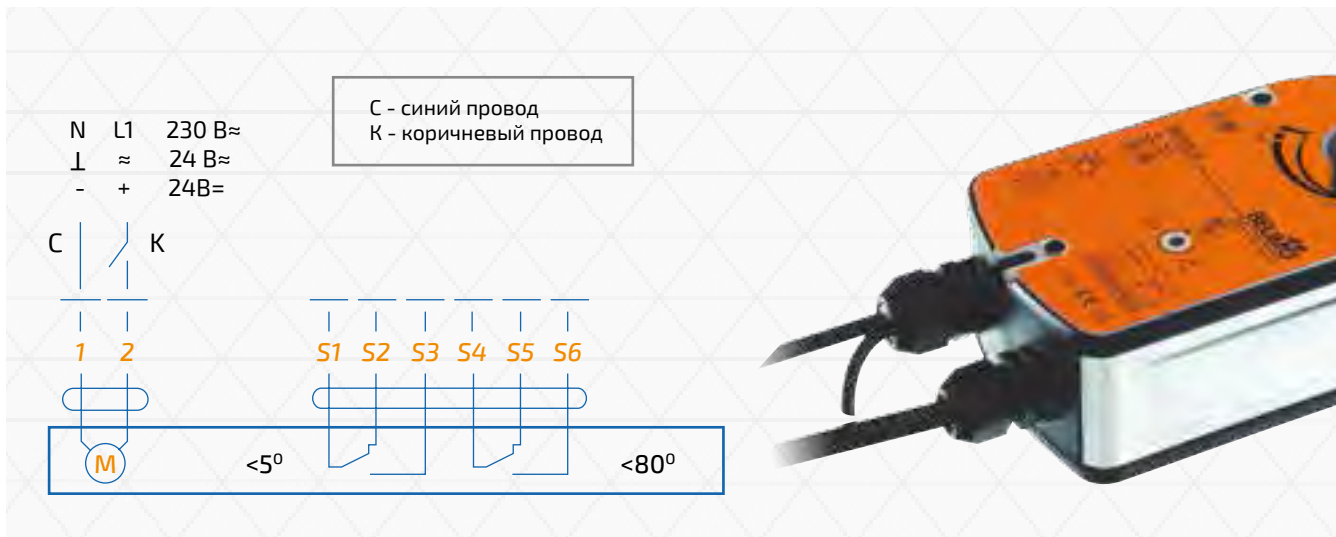 С - синий провод
К - коричневый провод
N L1 230 В≈
⊥ ≈ 24 В≈
- + 24В=
С К
1 2 S1 S2 S3 S4 S5 S6
М <5⁰ <80⁰